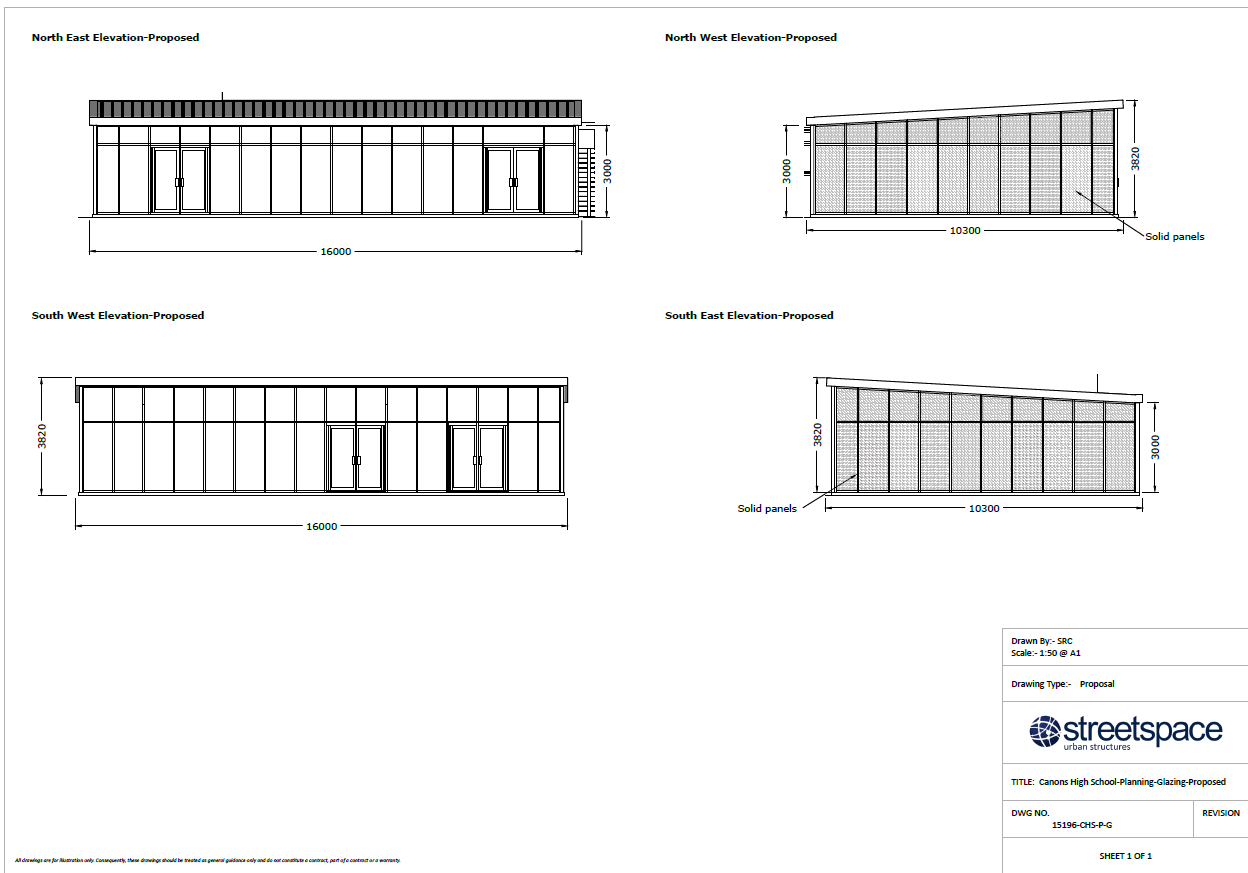 North East Elevation-Proposed
North West Elevation-Proposed
3000
16000
3000
3820
10300
Solid panels
South West Elevation-Proposed
South East Elevation-Proposed
3820
16000
3820
3000
Solid panels
10300
Drawn By:- SRC
Scale:- 1:50 @ A1
Drawing Type:- Proposal
streetspace
urban structures
TITLE: Canons High School-Planning-Glazing-Proposed
DWG NO.
REVISION
15196-CHS-P-G
SHEET 1 OF 1
All drawings are for illustration only. Consequently, these drawings should be treated as general guidance only and do not constitute a contract, part of a contract or a warranty.